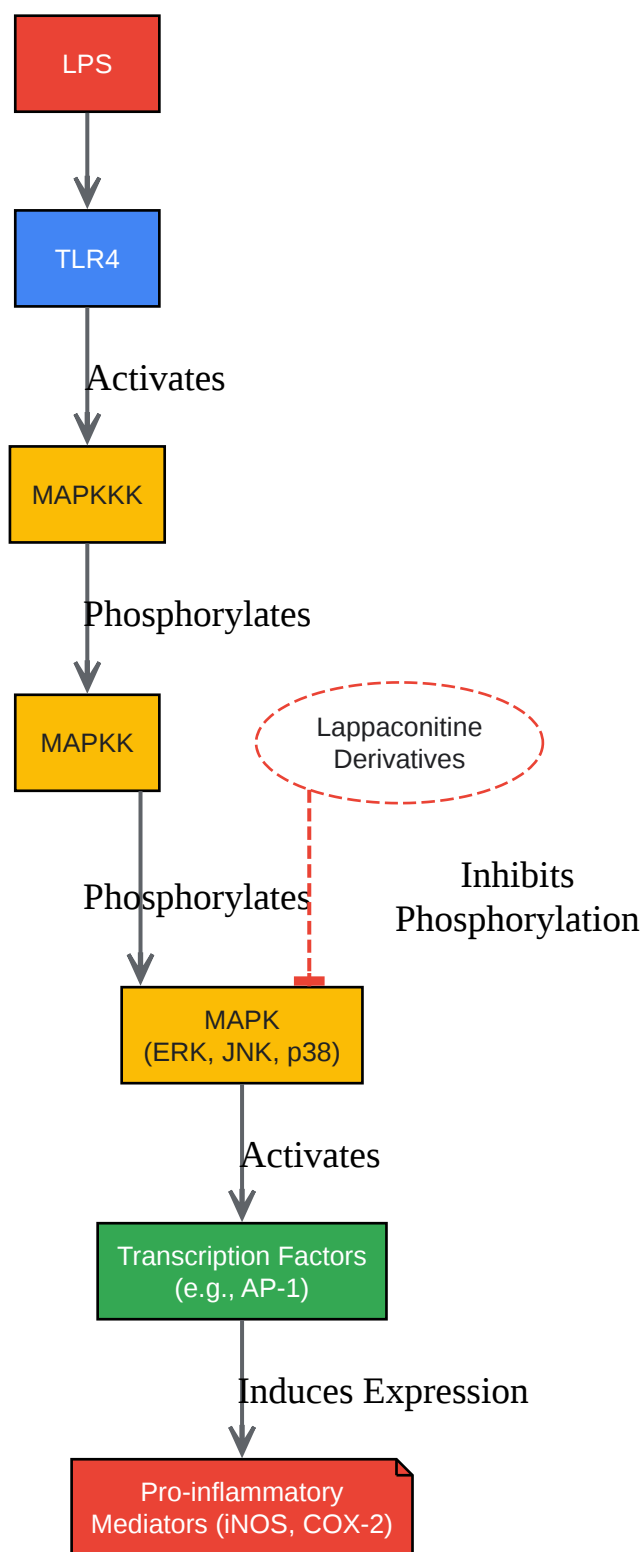 LPS
TLR4
Activates
MAPKKK
Phosphorylates
MAPKK
Lappaconitine
Derivatives
Phosphorylates
Inhibits
Phosphorylation
MAPK
(ERK, JNK, p38)
Activates
Transcription Factors
(e.g., AP-1)
Induces Expression
Pro-inflammatory
Mediators (iNOS, COX-2)